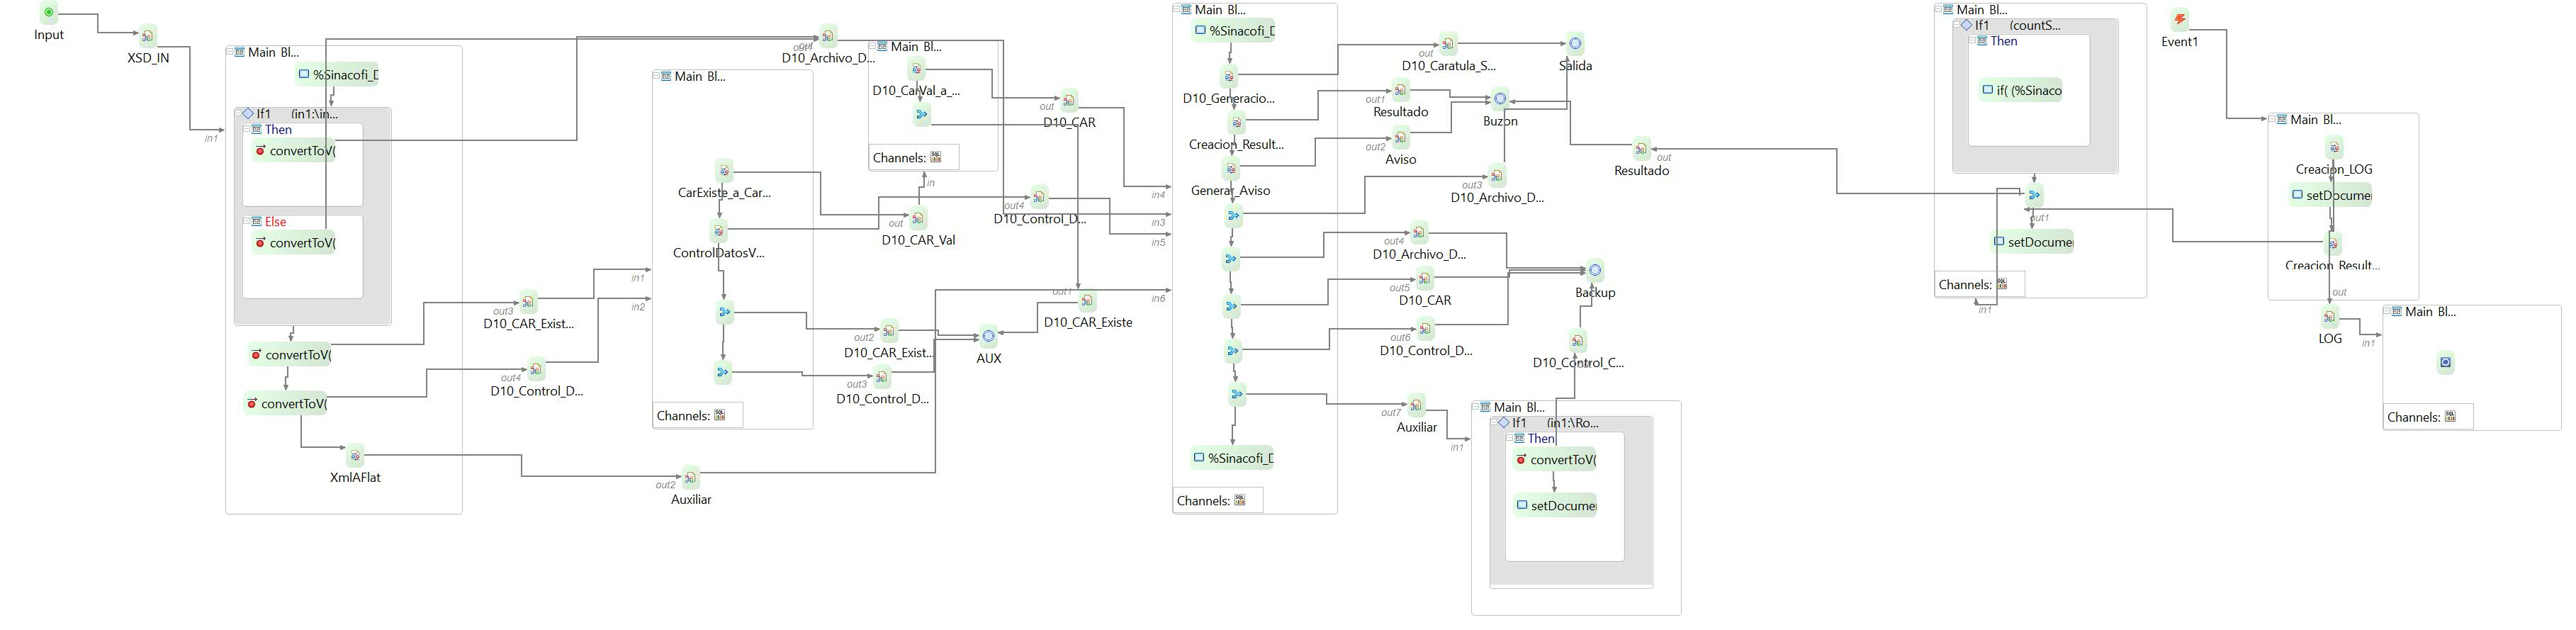 Input
XSD_IN
in1
Main Bl...
%Sinacofi_D
If1 (in1:\in...
Then
convertToV(
Else
convertToV(
convertToV(
convertToV(
XmlAFlat
out3
D10_CAR_Exist...
out4
D10_Control_D...
out2
Auxiliar
in1
in2
Main Bl...
CarExiste_a_Car...
ControlDatosV...
Channels:
D10_Archivo_D...
Main Bl...
D10_CarVal_a_...
Channels:
in
out
D10_CAR_Val
out
D10_CAR
out4
D10_Control_D...
out2
D10_CAR_Exist...
out3
D10_Control_D...
AUX
out1
D10_CAR_Existe
in4
in3
in5
in6
Main Bl...
%Sinacofi_D
D10_Generacio...
Creacion_Result...
Generar_Aviso
%Sinacofi_D
Channels:
out
D10_Caratula_S...
Salida
out1
Resultado
Buzon
out2
Aviso
out3
D10_Archivo_D...
out4
D10_Archivo_D...
out5
D10_CAR
out6
D10_Control_D...
Backup
D10_Control_C...
out7
Auxiliar
in1
Main Bl...
If1 (in1:\Ro...
Then
convertToV(
setDocume
out
Resultado
Main Bl...
If1 (countS...
Then
if( (%Sinaco
out1
setDocume
Channels:
in1
Event1
Main Bl...
Creacion_LOG
setDocume
Creacion_Result...
out
LOG
in1
Main Bl...
Channels: